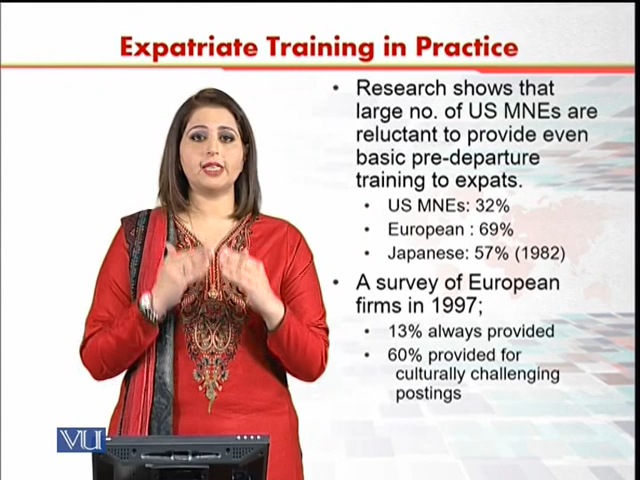 Expatriate Training in Practice
• Research shows that
large no. of US MNEs are
reluctant to provide even
basic pre-departure
training to expats.
• US MNEs: 32%
• European : 69%
• Japanese: 57% (1982)
• A survey of European
firms in 1997;
• 13% always provided
• 60% provided for
culturally challenging
postings
VU